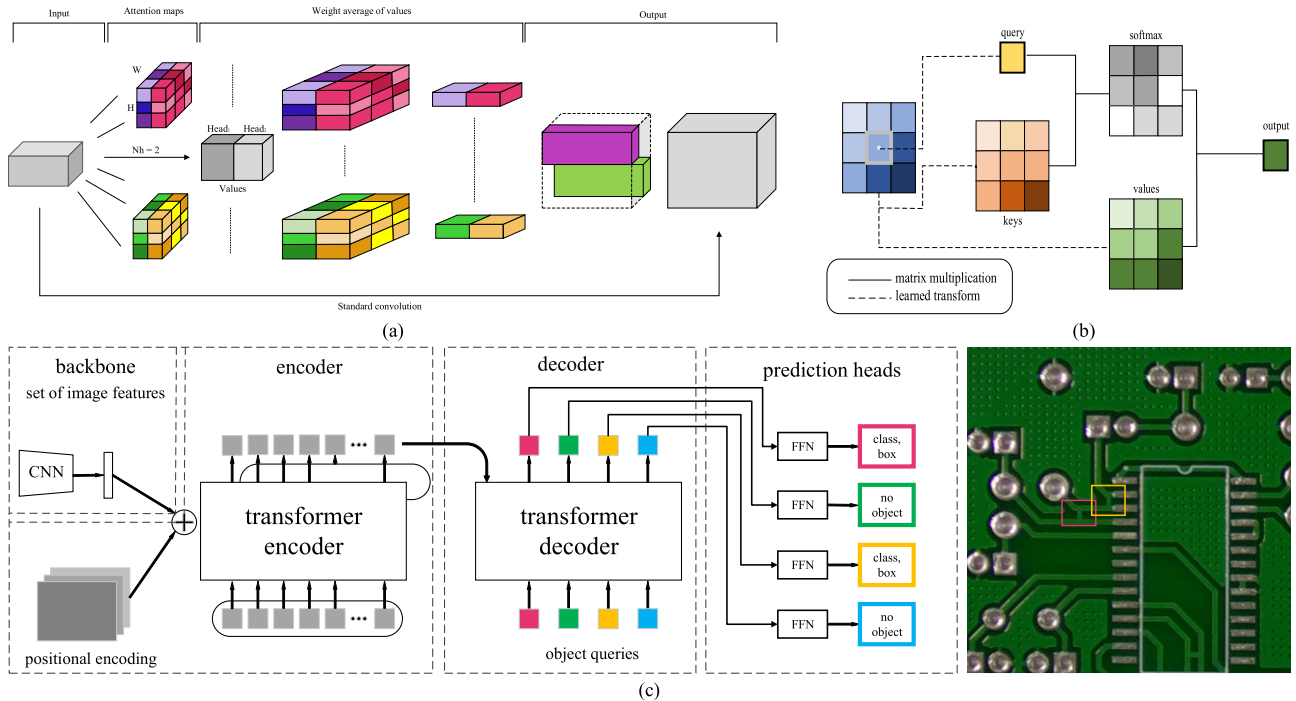 Input
Attention maps
Weight average of values
Output
W
H
Head₁
Head₂
Nh = 2
Values
Standard convolution
(a)
query
softmax
keys
values
output
matrix multiplication
learned transform
(b)
backbone
set of image features
CNN
positional encoding
encoder
transformer
encoder
decoder
transformer
decoder
object queries
prediction heads
FFN
class,
box
FFN
no
object
FFN
class,
box
FFN
no
object
(c)